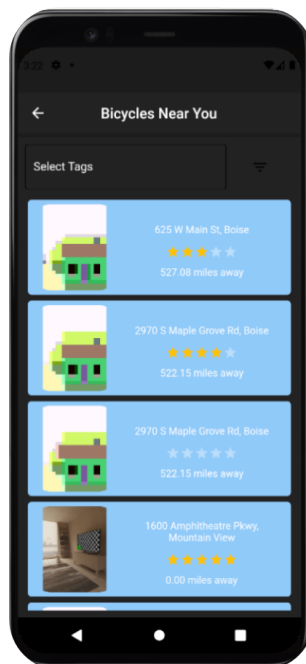 3:22
Bicycles Near You
Select Tags
625 W Main St, Boise
527.08 miles away
2970 S Maple Grove Rd, Boise
522.15 miles away
2970 S Maple Grove Rd, Boise
522.15 miles away
1600 Amphitheatre Pkwy,
Mountain View
0.00 miles away